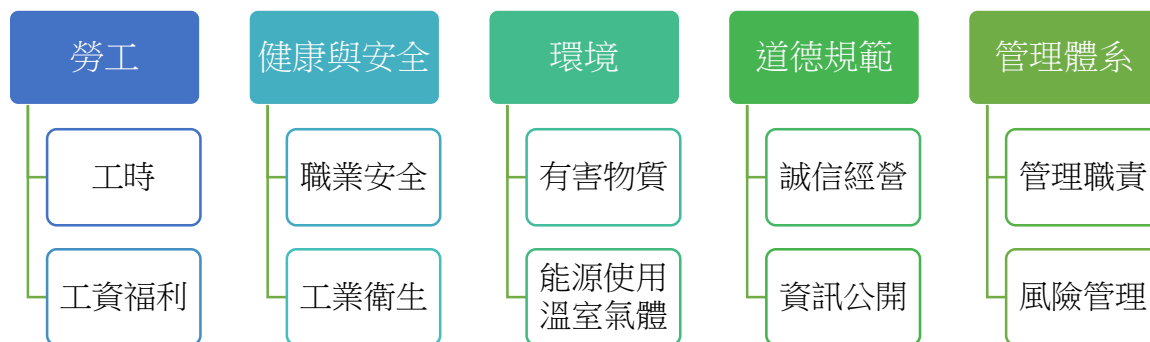 勞工
工時
工資福利
健康與安全
職業安全
工業衛生
環境
有害物質
能源使用
溫室氣體
道德規範
誠信經營
資訊公開
管理體系
管理職責
風險管理